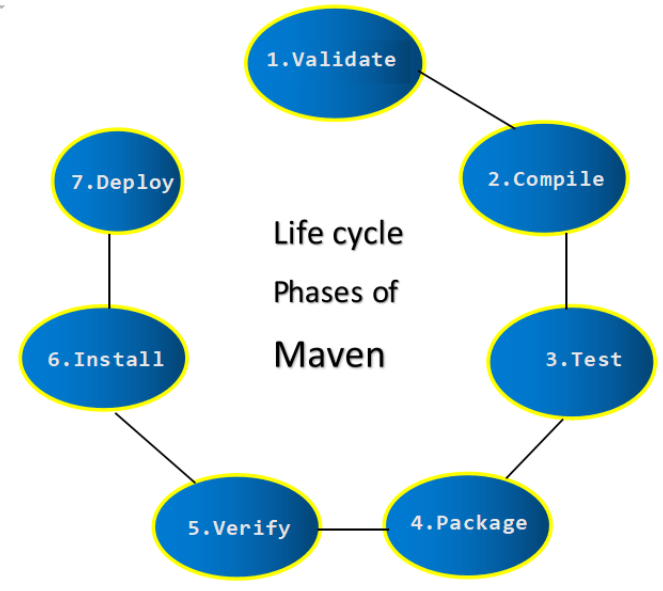 1.Validate
2.Compile
3.Test
4.Package
5.Verify
6.Install
7.Deploy
Life cycle
Phases of
Maven